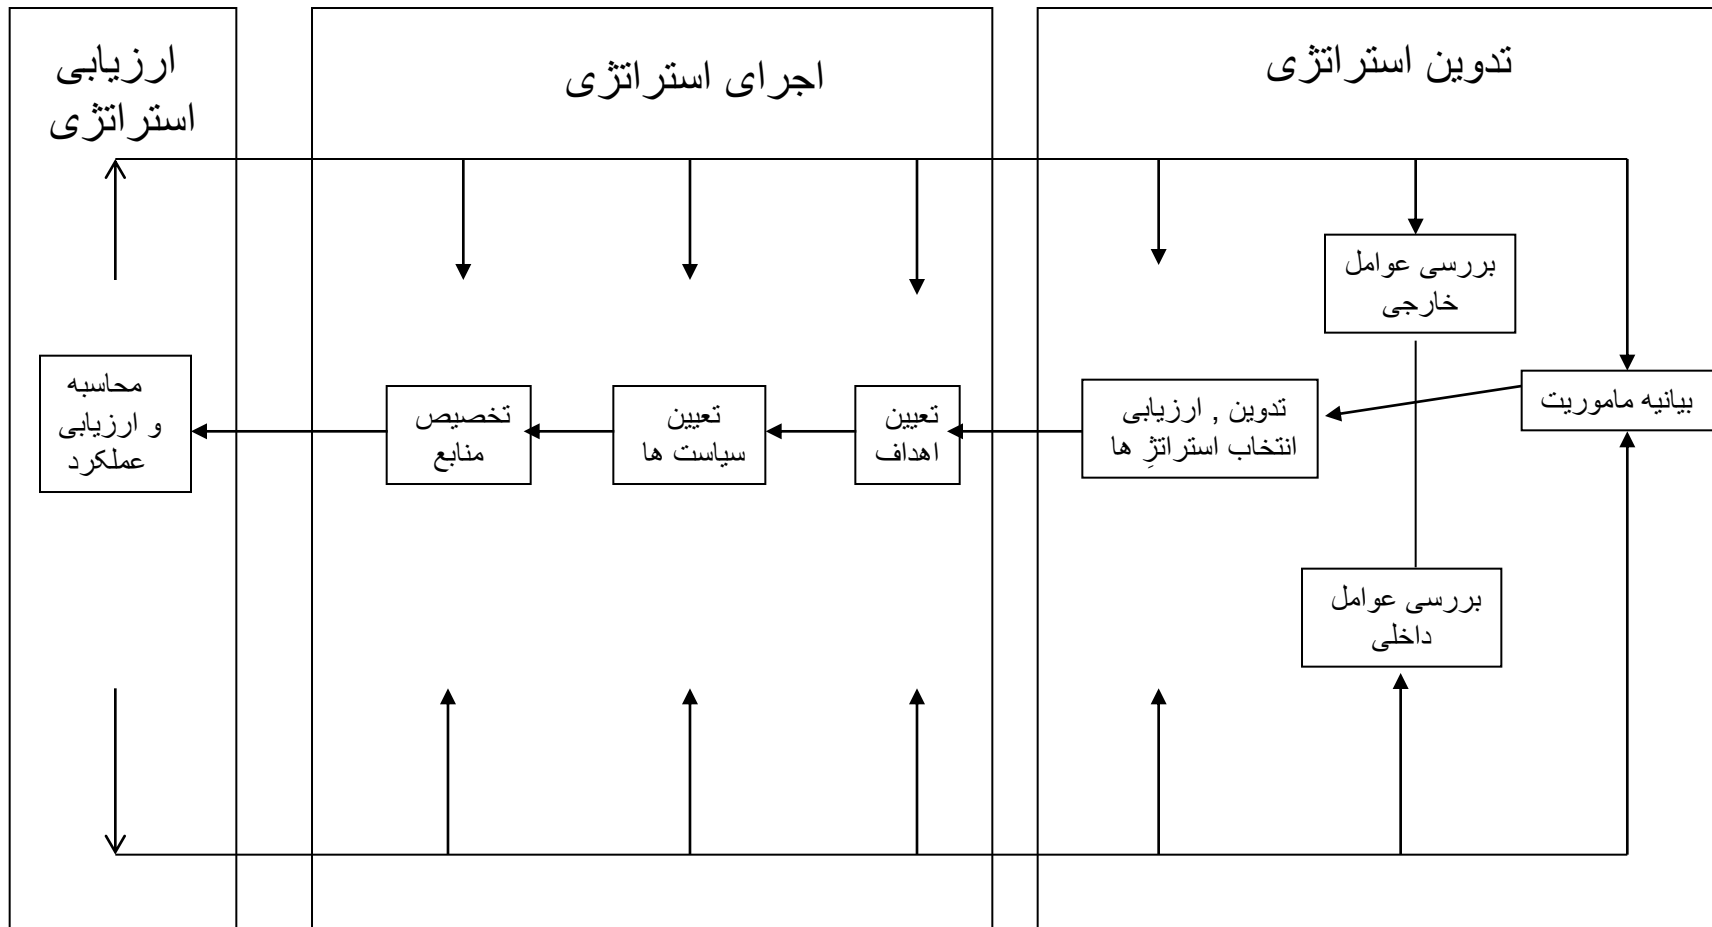 تدوین استراتژی
اجرای استراتژی
ارزیابی
استراتژی
بررسی عوامل
خارجی
بیانیه ماموریت
تدوین , ارزیابی
انتخاب استراتژِ ها
تعیین
اهداف
تعیین
سیاست ها
تخصیص
منابع
محاسبه
و ارزیابی
عملکرد
بررسی عوامل
داخلی